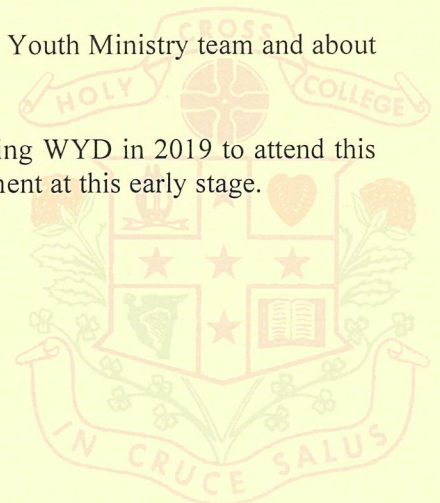 Youth Ministry team and about
ing WYD in 2019 to attend this
ent at this early stage.
HOLY CROSS COLLEGE
IN CRUCE SALUS